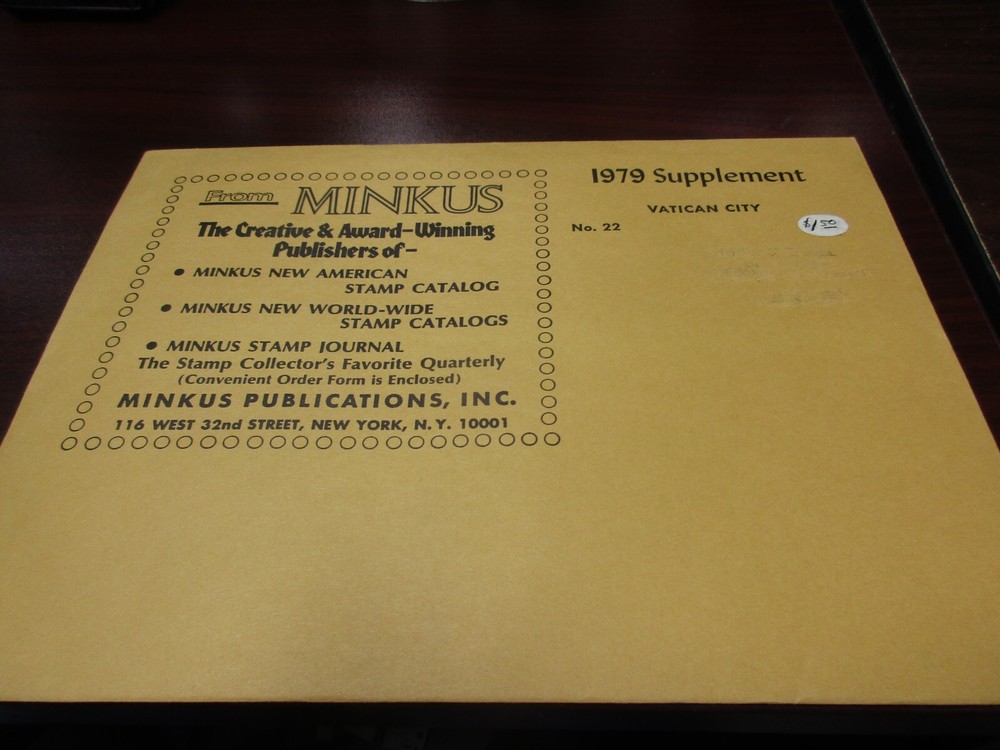 From MINKUS
The Creative & Award-Winning
Publishers of-
● MINKUS NEW AMERICAN
STAMP CATALOG
● MINKUS NEW WORLD-WIDE
STAMP CATALOGS
● MINKUS STAMP JOURNAL
The Stamp Collector's Favorite Quarterly
(Convenient Order Form is Enclosed)
MINKUS PUBLICATIONS, INC.
116 WEST 32nd STREET, NEW YORK, N. Y. 10001
1979 Supplement
VATICAN CITY
No. 22
$1.50